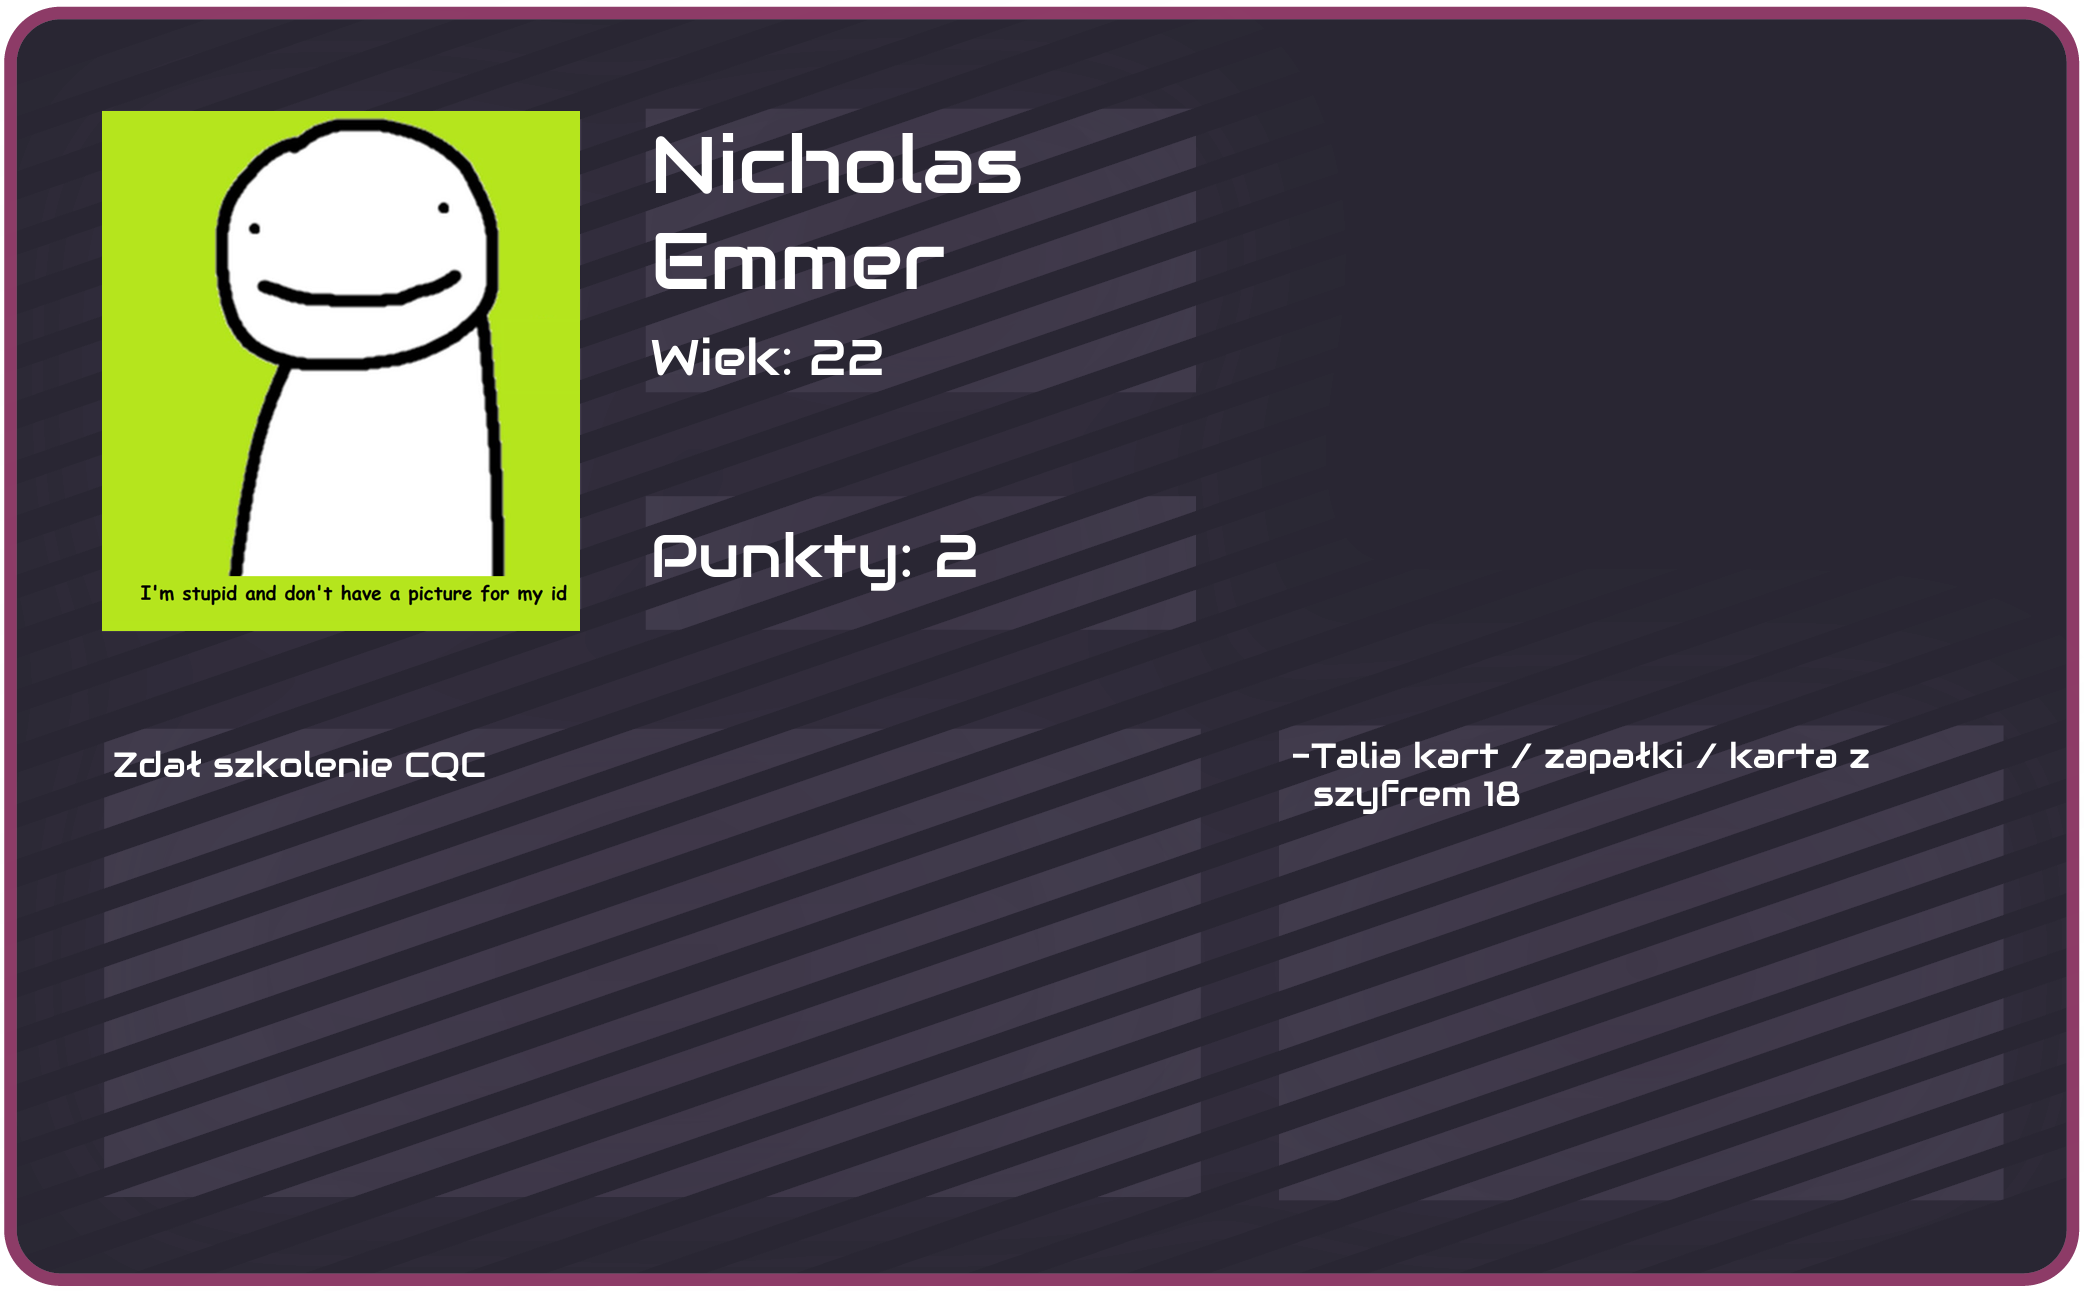 Nicholas
Emmer
Wiek: 22
I'm stupid and don't have a picture for my id
Punkty: 2
Zdał szkolenie CQC
-Talia kart / zapałki / karta z
szyfrem 18